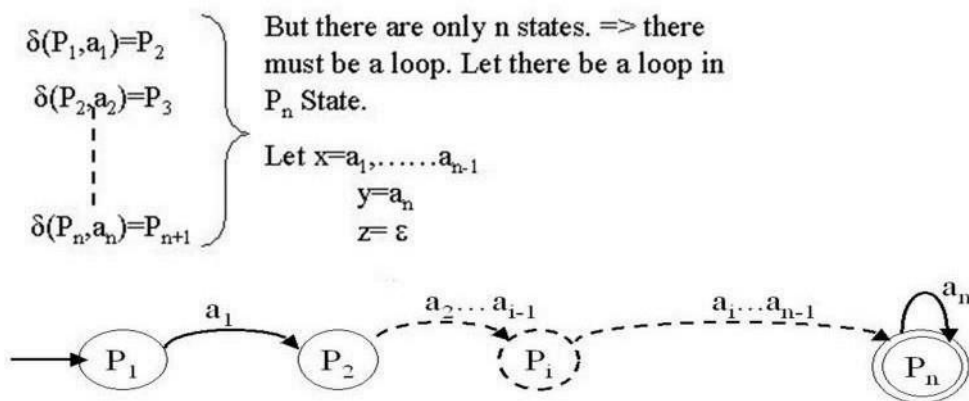 δ(P₁,a₁)=P₂
δ(P₂,a₂)=P₃
δ(Pₙ,aₙ)=Pₙ₊₁
But there are only n states. => there
must be a loop. Let there be a loop in
Pₙ State.
Let x=a₁,……aₙ₋₁
y=aₙ
z= ε
a₁
a₂…aᵢ₋₁
aᵢ…aₙ₋₁
aₙ
P₁
P₂
Pᵢ
Pₙ